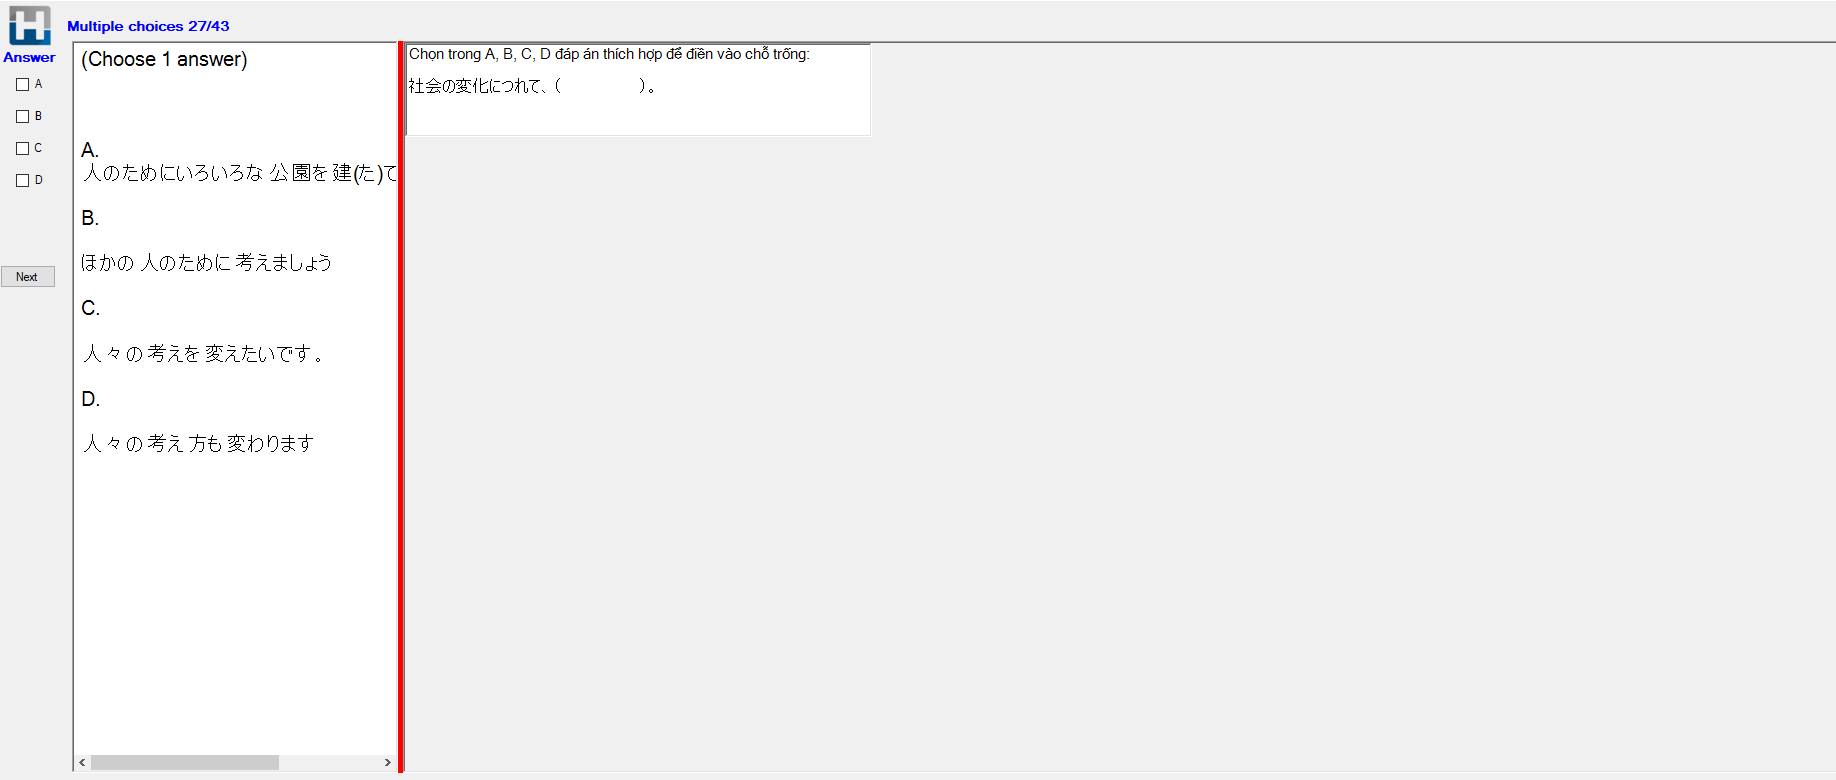 Multiple choices 27/43
Answer
A
B
C
D
Next
(Choose 1 answer)
A.
人のためにいろいろな 公園を 建(た)て
B.
ほかの 人のために 考えましょう
C.
人々の 考えを 変えたいです。
D.
人々の 考え 方も 変わります
Chọn trong A, B, C, D đáp án thích hợp để điền vào chỗ trống:
社会の変化につれて、(　　　　　)。